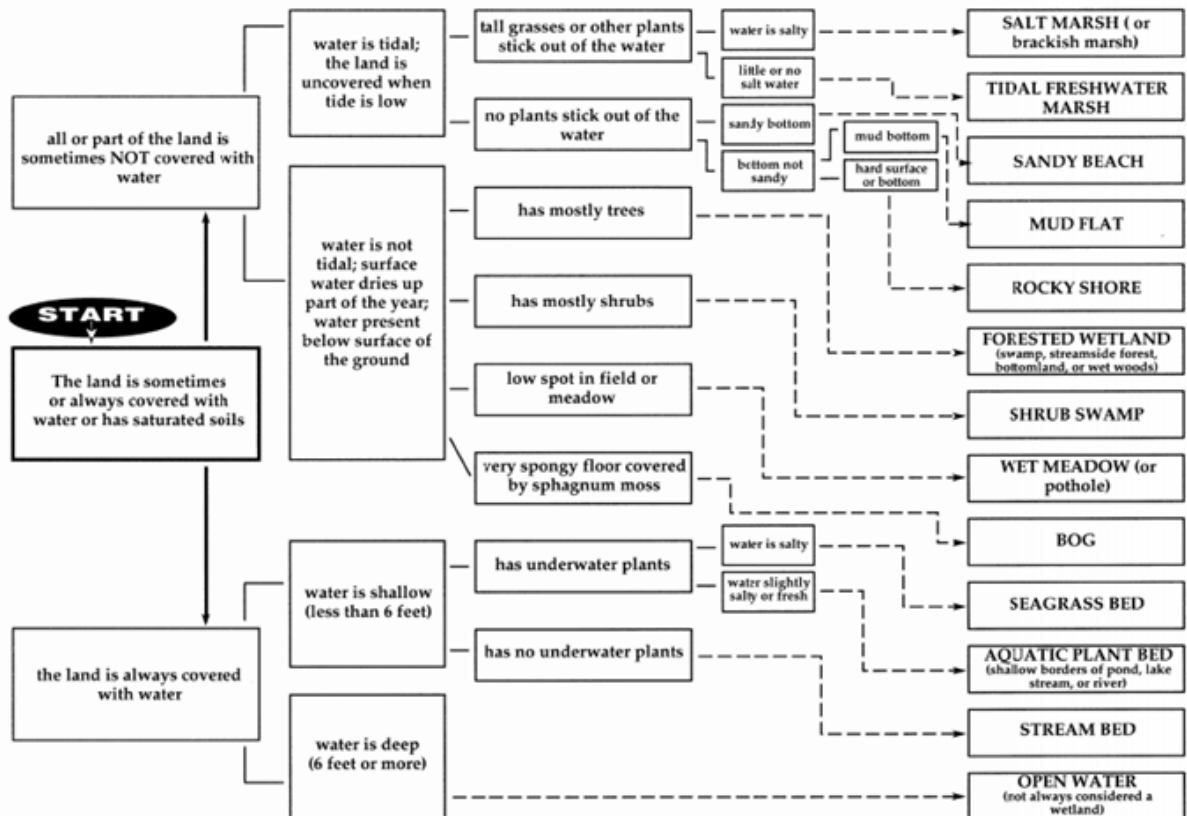 water is tidal;
the land is
uncovered when
tide is low
tall grasses or other plants
stick out of the water
water is salty
SALT MARSH ( or
brackish marsh)
little or no
salt water
TIDAL FRESHWATER
MARSH
all or part of the land is
sometimes NOT covered with
water
no plants stick out of the
water
sandy bottom
mud bottom
bottom not
sandy
hard surface
or bottom
SANDY BEACH
MUD FLAT
ROCKY SHORE
water is not
tidal; surface
water dries up
part of the year;
water present
below surface of
the ground
has mostly trees
has mostly shrubs
low spot in field or
meadow
very spongy floor covered
by sphagnum moss
FORESTED WETLAND
(swamp, streamside forest,
bottomland, or wet woods)
SHRUB SWAMP
WET MEADOW (or
pothole)
BOG
START
The land is sometimes
or always covered with
water or has saturated soils
the land is always covered
with water
water is shallow
(less than 6 feet)
has underwater plants
water is salty
water slightly
salty or fresh
has no underwater plants
SEAGRASS BED
AQUATIC PLANT BED
(shallow borders of pond, lake
stream, or river)
STREAM BED
water is deep
(6 feet or more)
OPEN WATER
(not always considered a
wetland)